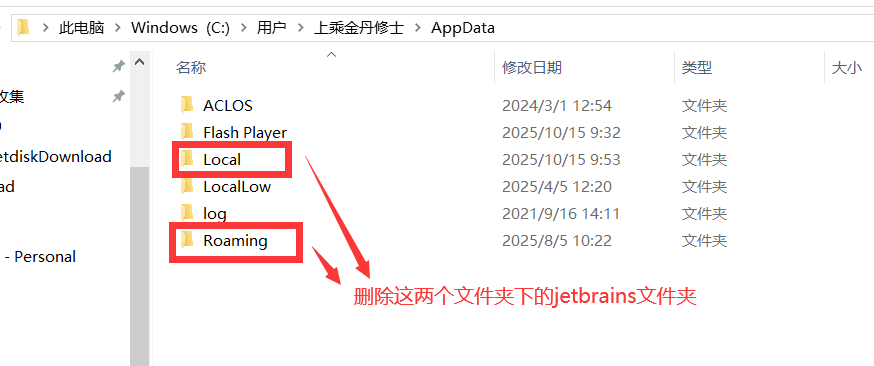 此电脑 > Windows (C:) > 用户 > 上乘金丹修士 > AppData
名称 修改日期 类型 大小
收集
etdiskDownload
ad
- Personal
ACLOS 2024/3/1 12:54 文件夹
Flash Player 2025/10/15 9:32 文件夹
Local 2025/10/15 9:53 文件夹
LocalLow 2025/4/5 12:20 文件夹
log 2021/9/16 14:11 文件夹
Roaming 2025/8/5 10:22 文件夹
删除这两个文件夹下的jetbrains文件夹